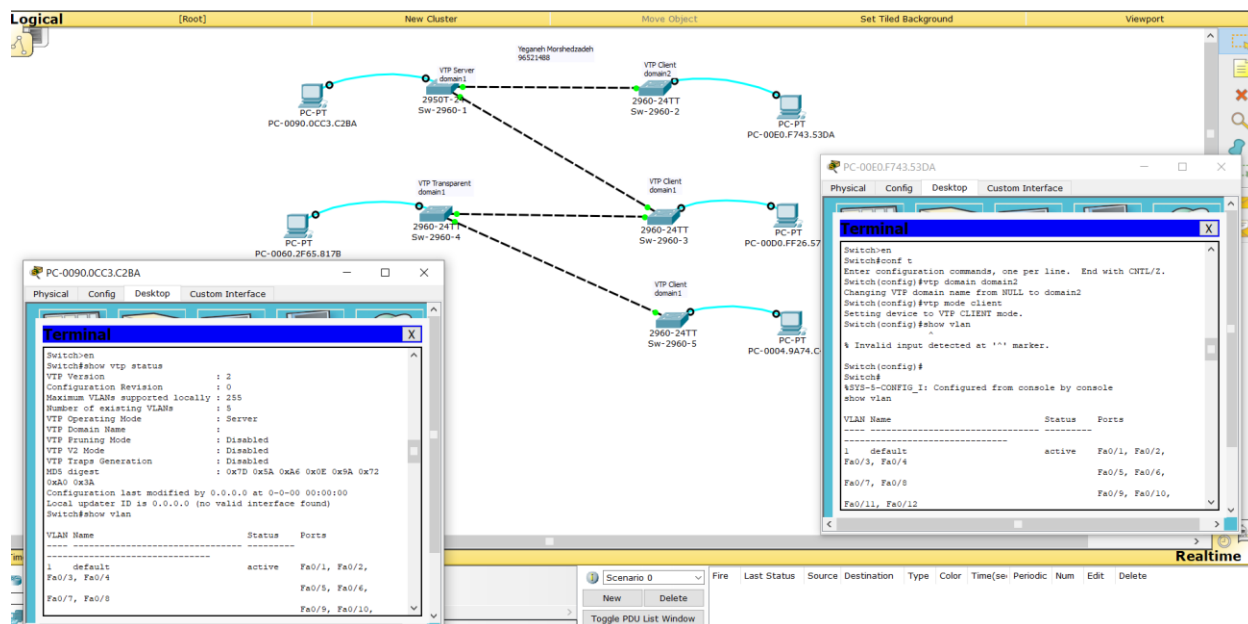 Logical [Root] New Cluster Move Object Set Tiled Background Viewport
Yeganeh Morshedzadeh
96521488
VTP Server
domain1
2950T-24
Sw-2960-1
PC-PT
PC-0090.0CC3.C2BA
VTP Client
domain2
2960-24TT
Sw-2960-2
PC-PT
PC-00E0.F743.53DA
VTP Transparent
domain1
2960-24TT
Sw-2960-4
PC-PT
PC-0060.2F65.817B
VTP Client
domain1
2960-24TT
Sw-2960-3
PC-PT
PC-00D0.FF26.57
VTP Client
domain1
2960-24TT
Sw-2960-5
PC-PT
PC-0004.9A74.C
PC-0090.0CC3.C2BA
Physical Config Desktop Custom Interface
Terminal X
Switch>en
Switch#show vtp status
VTP Version : 2
Configuration Revision : 0
Maximum VLANs supported locally : 255
Number of existing VLANs : 5
VTP Operating Mode : Server
VTP Domain Name :
VTP Pruning Mode : Disabled
VTP V2 Mode : Disabled
VTP Traps Generation : Disabled
MD5 digest : 0x7D 0x5A 0xA6 0x0E 0x9A 0x72
0xA0 0x3A
Configuration last modified by 0.0.0.0 at 0-0-00 00:00:00
Local updater ID is 0.0.0.0 (no valid interface found)
Switch#show vlan
VLAN Name Status Ports
---- -------------------------------- ---------
-------------------------------
1 default active Fa0/1, Fa0/2,
Fa0/3, Fa0/4
Fa0/5, Fa0/6,
Fa0/7, Fa0/8
Fa0/9, Fa0/10,
PC-00E0.F743.53DA
Physical Config Desktop Custom Interface
Terminal X
Switch>en
Switch#conf t
Enter configuration commands, one per line. End with CNTL/Z.
Switch(config)#vtp domain domain2
Changing VTP domain name from NULL to domain2
Switch(config)#vtp mode client
Setting device to VTP CLIENT mode.
Switch(config)#show vlan
^
% Invalid input detected at '^' marker.
Switch(config)#
Switch#
%SYS-5-CONFIG_I: Configured from console by console
show vlan
VLAN Name Status Ports
---- -------------------------------- ---------
-------------------------------
1 default active Fa0/1, Fa0/2,
Fa0/3, Fa0/4
Fa0/5, Fa0/6,
Fa0/7, Fa0/8
Fa0/9, Fa0/10,
Fa0/11, Fa0/12
Realtime
Scenario 0
New Delete
Toggle PDU List Window
Fire Last Status Source Destination Type Color Time(se Periodic Num Edit Delete